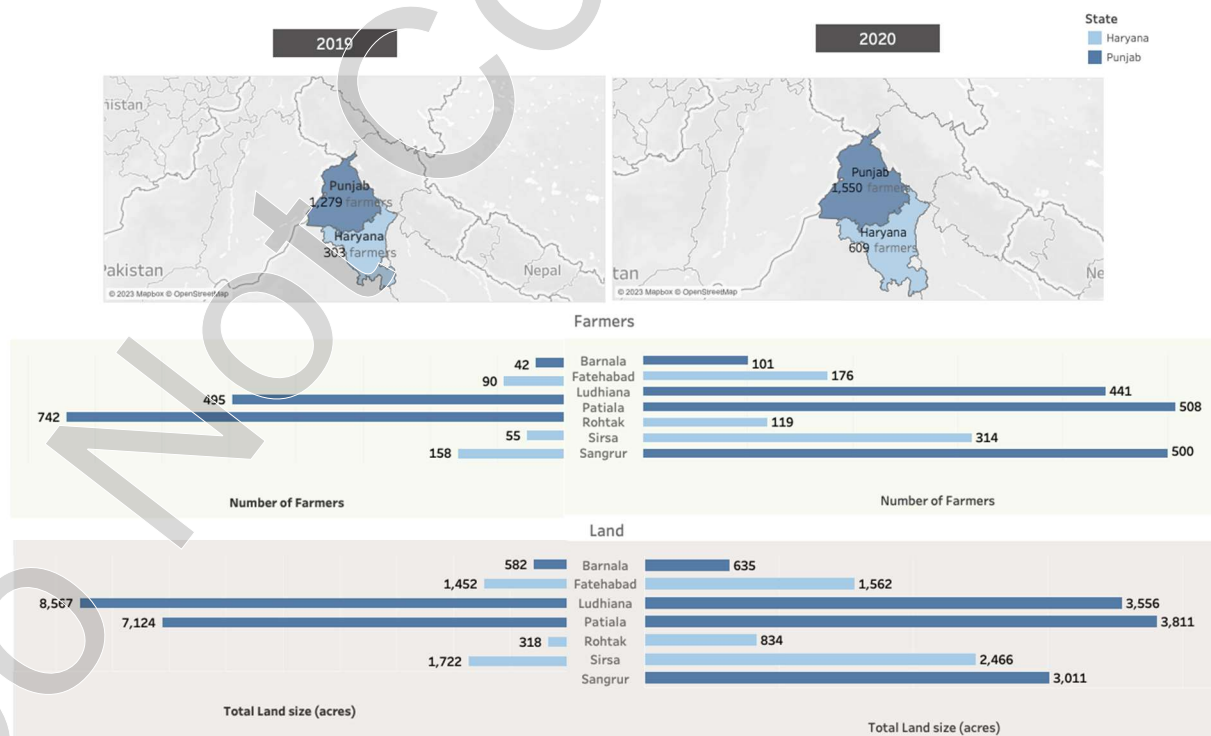 State
Haryana
Punjab
2019
2020
nistan
Punjab
1,279 farmers
Haryana
303 farmers
Pakistan
Nepal
© 2023 Mapbox © OpenStreetMap
Punjab
1,550 farmers
Haryana
609 farmers
tan
Ne
© 2023 Mapbox © OpenStreetMap
Farmers
42 Barnala 101
90 Fatehabad 176
495 Ludhiana 441
742 Patiala 508
55 Rohtak 119
158 Sirsa 314
Sangrur 500
Number of Farmers
Number of Farmers
Land
582 Barnala 635
1,452 Fatehabad 1,562
8,567 Ludhiana 3,556
7,124 Patiala 3,811
318 Rohtak 834
1,722 Sirsa 2,466
Sangrur 3,011
Total Land size (acres)
Total Land size (acres)
o Not Co